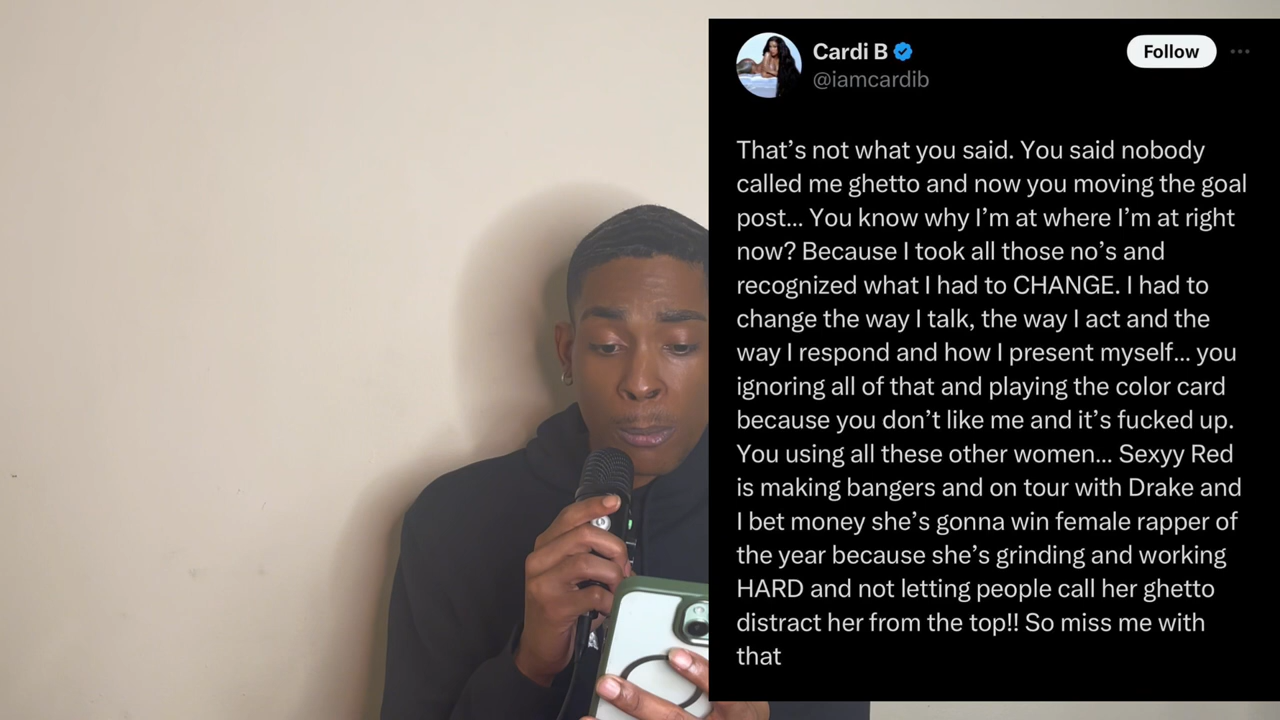 Cardi B
@iamcardib
Follow
That’s not what you said. You said nobody
called me ghetto and now you moving the goal
post... You know why I’m at where I’m at right
now? Because I took all those no’s and
recognized what I had to CHANGE. I had to
change the way I talk, the way I act and the
way I respond and how I present myself... you
ignoring all of that and playing the color card
because you don’t like me and it’s fucked up.
You using all these other women... Sexyy Red
is making bangers and on tour with Drake and
I bet money she’s gonna win female rapper of
the year because she’s grinding and working
HARD and not letting people call her ghetto
distract her from the top!! So miss me with
that